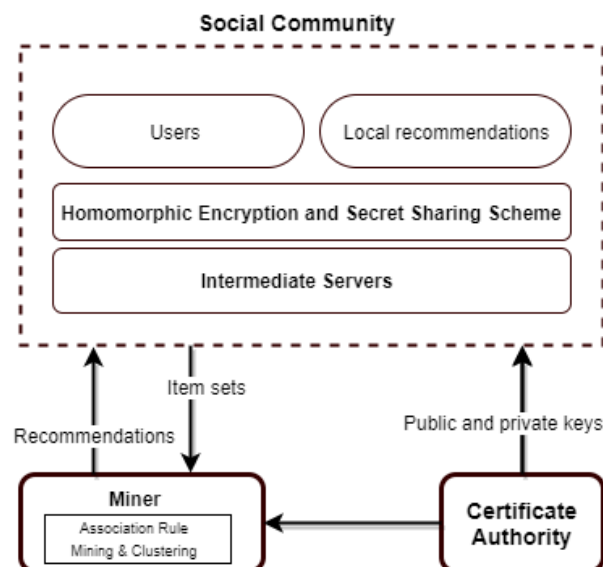 Social Community
Users
Local recommendations
Homomorphic Encryption and Secret Sharing Scheme
Intermediate Servers
Item sets
Recommendations
Public and private keys
Miner
Association Rule
Mining & Clustering
Certificate
Authority